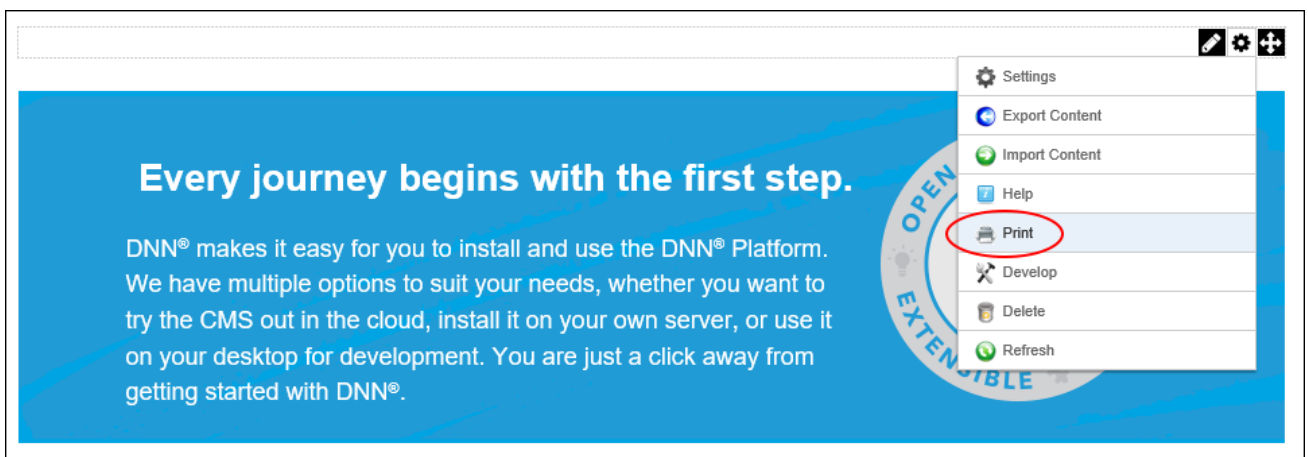 Settings
Export Content
Import Content
Help
Print
Develop
Delete
Refresh
Every journey begins with the first step.
DNN® makes it easy for you to install and use the DNN® Platform.
We have multiple options to suit your needs, whether you want to
try the CMS out in the cloud, install it on your own server, or use it
on your desktop for development. You are just a click away from
getting started with DNN®.
OPEN
EXTENSIBLE